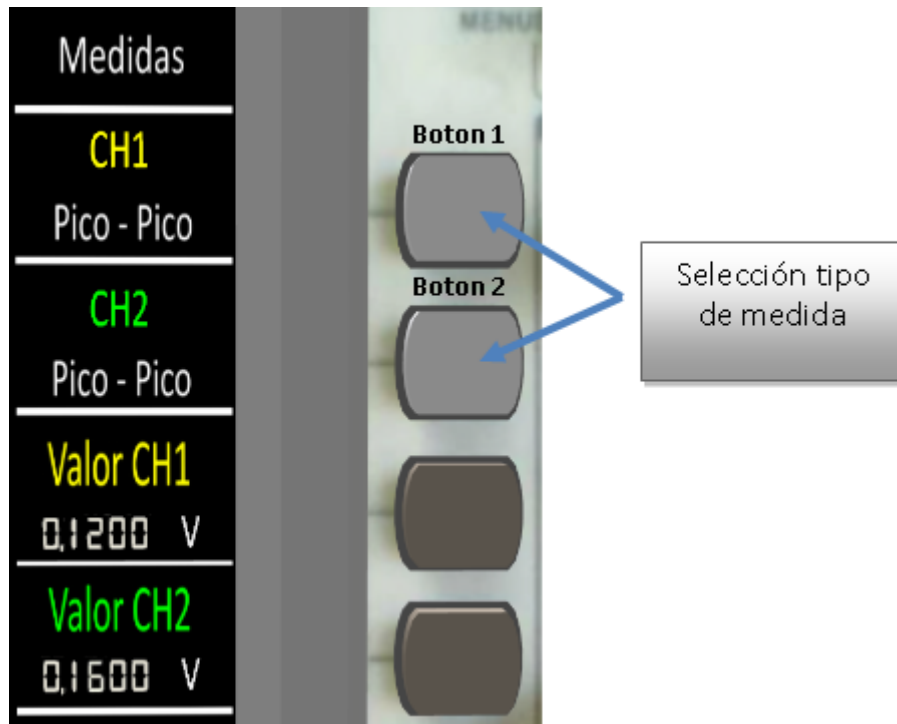 MENUS
Medidas
CH1
Pico - Pico
CH2
Pico - Pico
Valor CH1
0,1200 V
Valor CH2
0,1600 V
Boton 1
Boton 2
Selección tipo
de medida